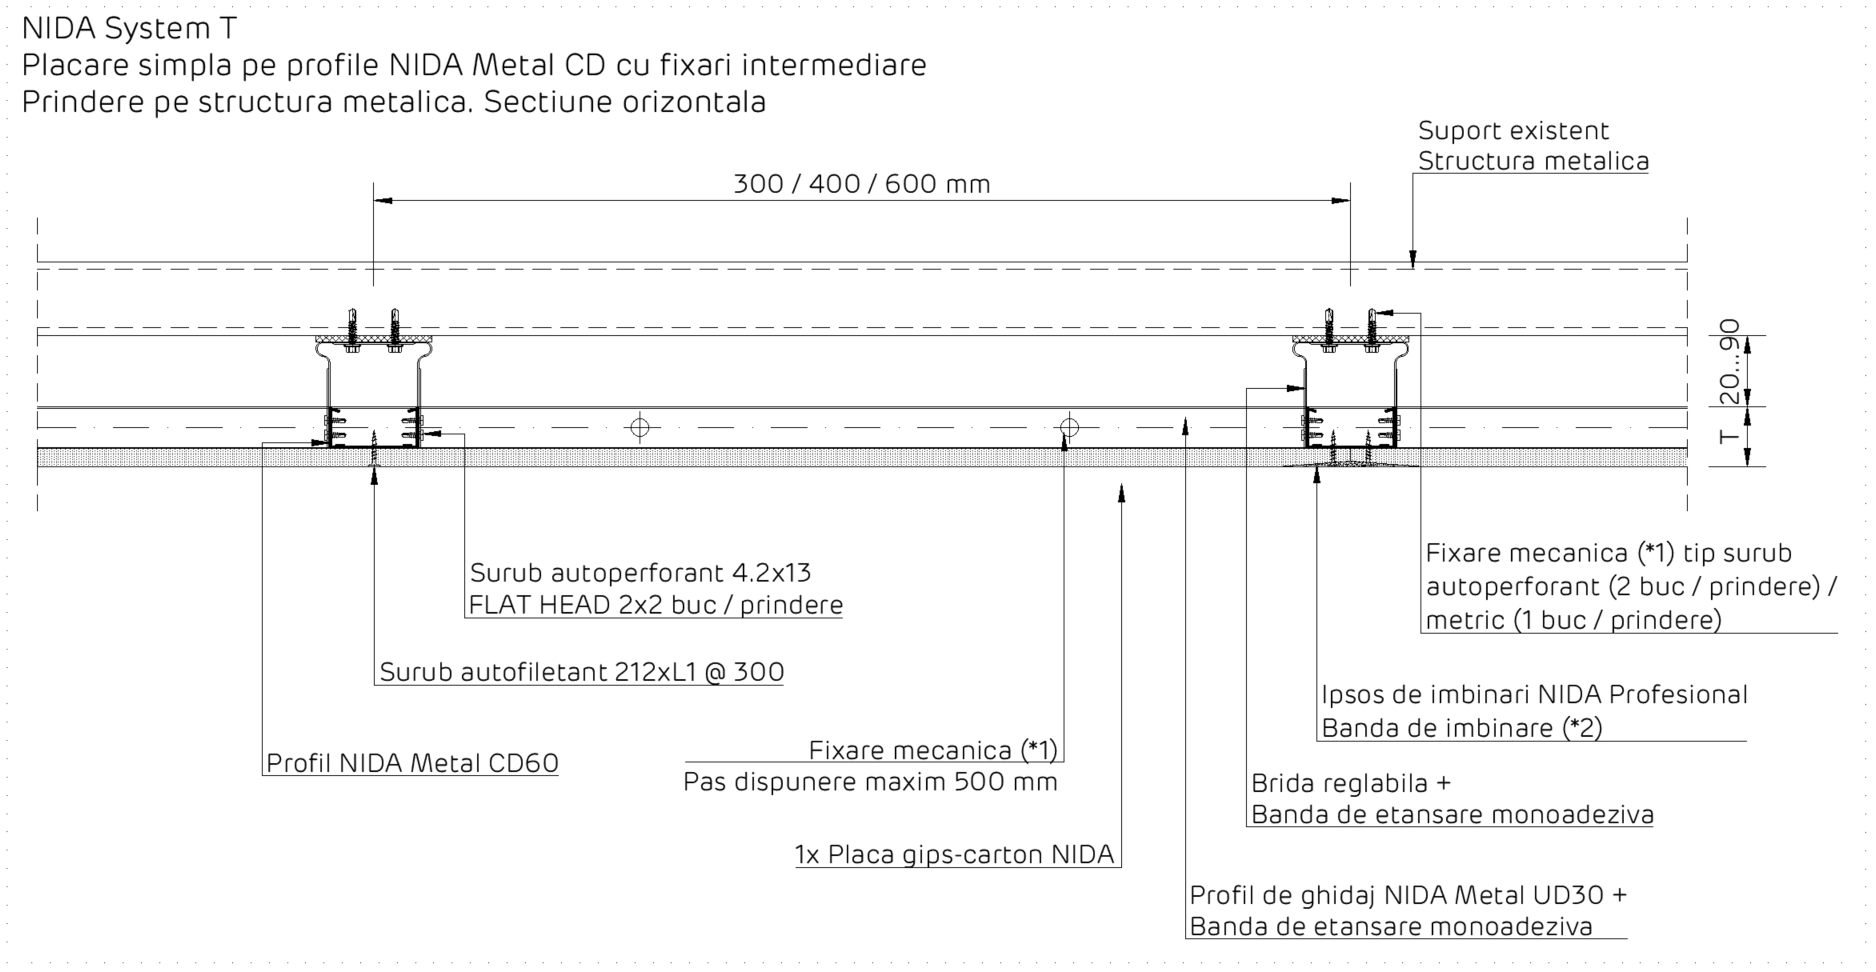 NIDA System T
Placare simpla pe profile NIDA Metal CD cu fixari intermediare
Prindere pe structura metalica. Sectiune orizontala
Suport existent
Structura metalica
300 / 400 / 600 mm
20...90
T
Surub autoperforant 4.2x13
FLAT HEAD 2x2 buc / prindere
Fixare mecanica (*1) tip surub
autoperforant (2 buc / prindere) /
metric (1 buc / prindere)
Surub autofiletant 212xL1 @ 300
Ipsos de imbinari NIDA Profesional
Banda de imbinare (*2)
Profil NIDA Metal CD60
Fixare mecanica (*1)
Pas dispunere maxim 500 mm
Brida reglabila +
Banda de etansare monoadeziva
1x Placa gips-carton NIDA
Profil de ghidaj NIDA Metal UD30 +
Banda de etansare monoadeziva